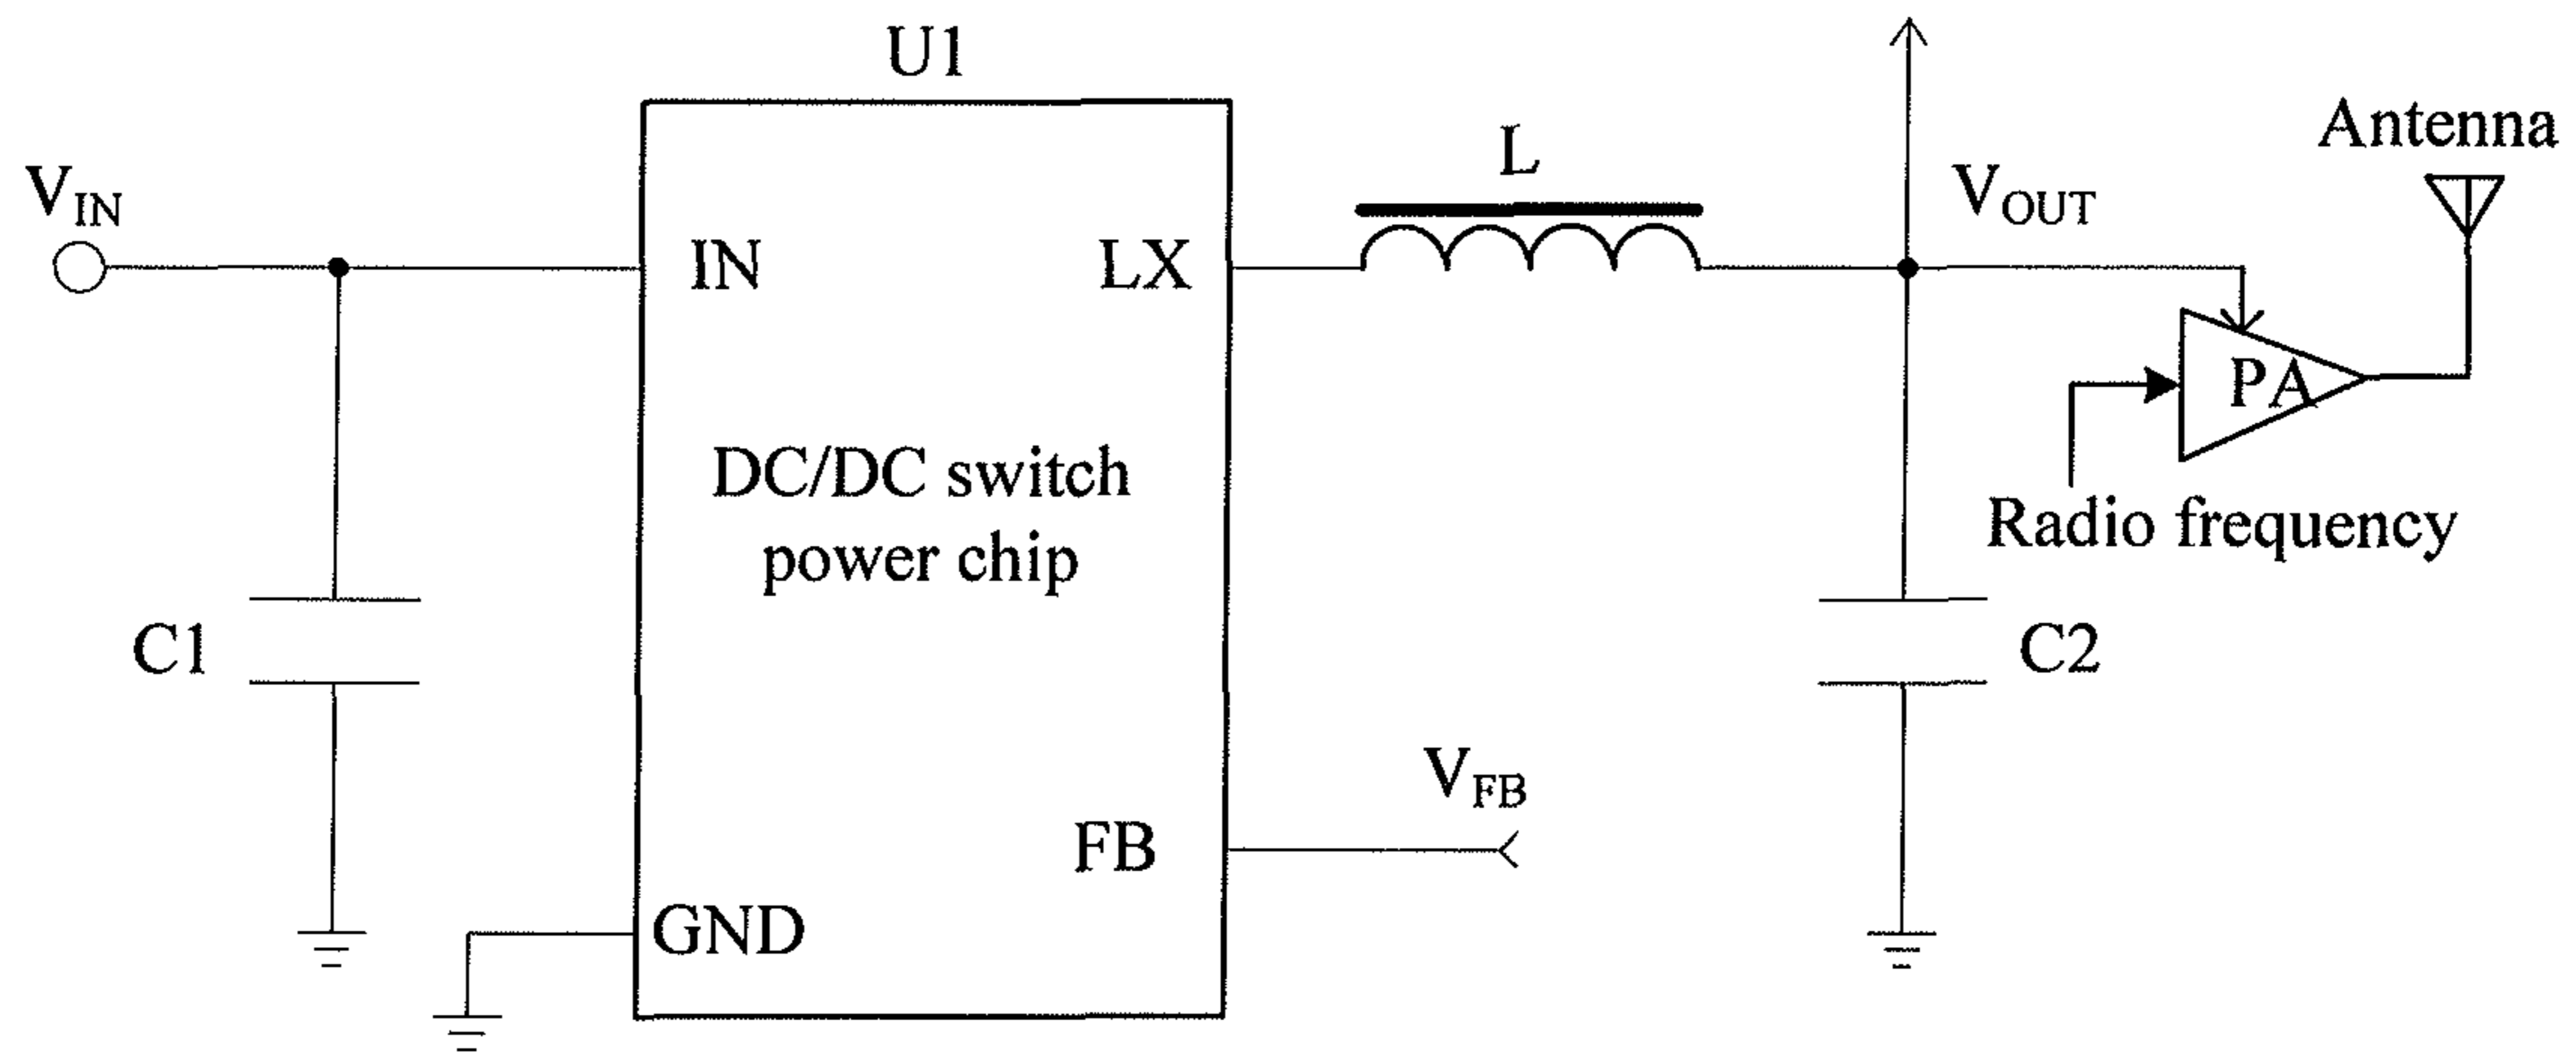 U1
Antenna
L
VIN
VOUT
IN
LX
PA
DC/DC switch
power chip
Radio frequency
C1
C2
VFB
FB
GND